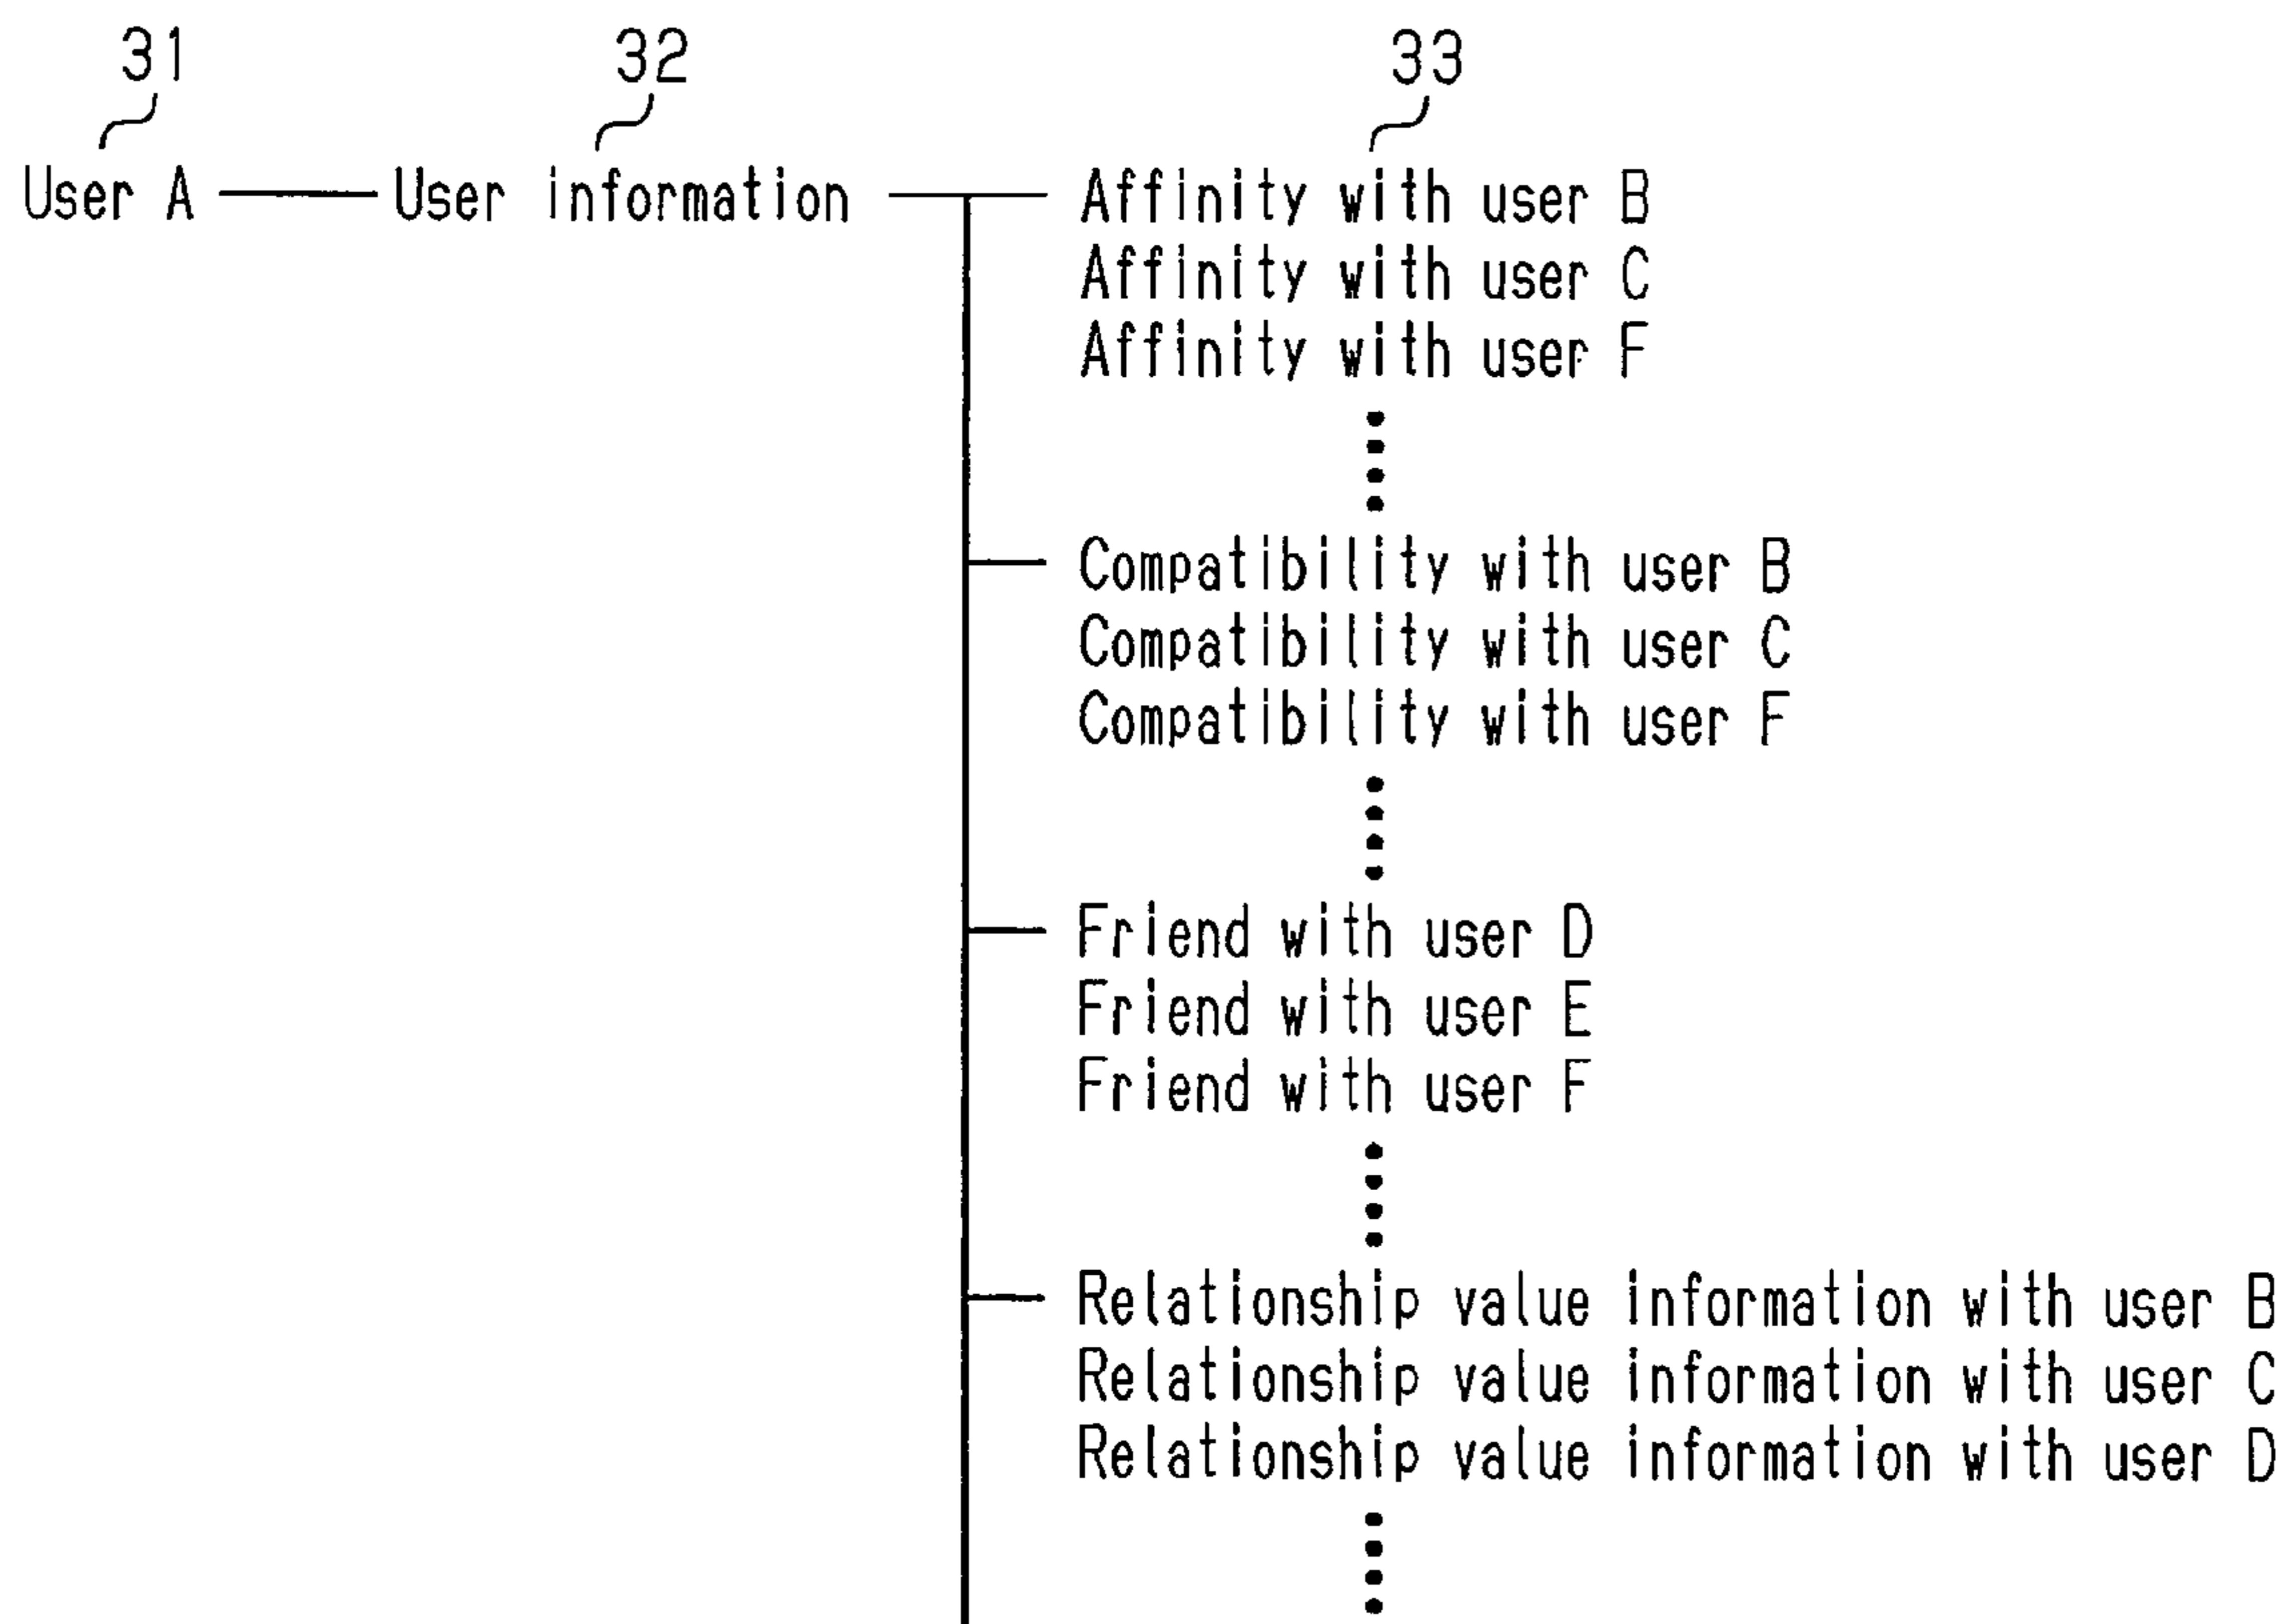 31 32 33
User A User information Affinity with user B
Affinity with user C
Affinity with user F
Compatibility with user B
Compatibility with user C
Compatibility with user F
Friend with user D
Friend with user E
Friend with user F
Relationship value information with user B
Relationship value information with user C
Relationship value information with user D